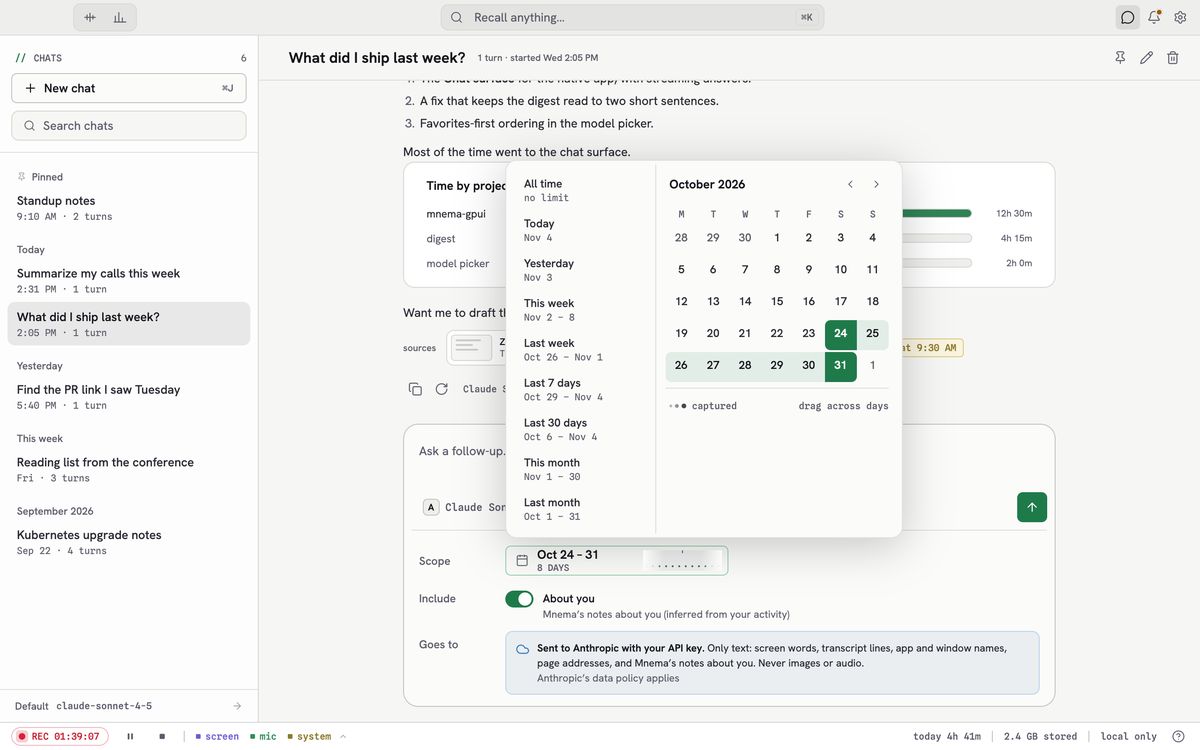 Recall anything…
⌘K
// CHATS
6
New chat
⌘J
Search chats
Pinned
Standup notes
9:10 AM · 2 turns
Today
Summarize my calls this week
2:31 PM · 1 turn
What did I ship last week?
2:05 PM · 1 turn
Yesterday
Find the PR link I saw Tuesday
5:40 PM · 1 turn
This week
Reading list from the conference
Fri · 3 turns
September 2026
Kubernetes upgrade notes
Sep 22 · 4 turns
Default claude-sonnet-4-5
What did I ship last week?
1 turn · started Wed 2:05 PM
1. The Chat surface for the native app, with streaming answers.
2. A fix that keeps the digest read to two short sentences.
3. Favorites-first ordering in the model picker.
Most of the time went to the chat surface.
Time by projec
mnema-gpui
12h 30m
digest
4h 15m
model picker
2h 0m
Want me to draft th
sources
Z
T
at 9:30 AM
Claude S
Ask a follow-up.
A
Claude Son
All time
no limit
Today
Nov 4
Yesterday
Nov 3
This week
Nov 2 – 8
Last week
Oct 26 – Nov 1
Last 7 days
Oct 29 – Nov 4
Last 30 days
Oct 6 – Nov 4
This month
Nov 1 – 30
Last month
Oct 1 – 31
October 2026
M T W T F S S
28 29 30 1 2 3 4
5 6 7 8 9 10 11
12 13 14 15 16 17 18
19 20 21 22 23 24 25
26 27 28 29 30 31 1
captured
drag across days
Scope
Oct 24 – 31
8 DAYS
Include
About you
Mnema's notes about you (inferred from your activity)
Goes to
Sent to Anthropic with your API key. Only text: screen words, transcript lines, app and window names,
page addresses, and Mnema's notes about you. Never images or audio.
Anthropic's data policy applies
REC 01:39:07
screen
mic
system
today 4h 41m
2.4 GB stored
local only